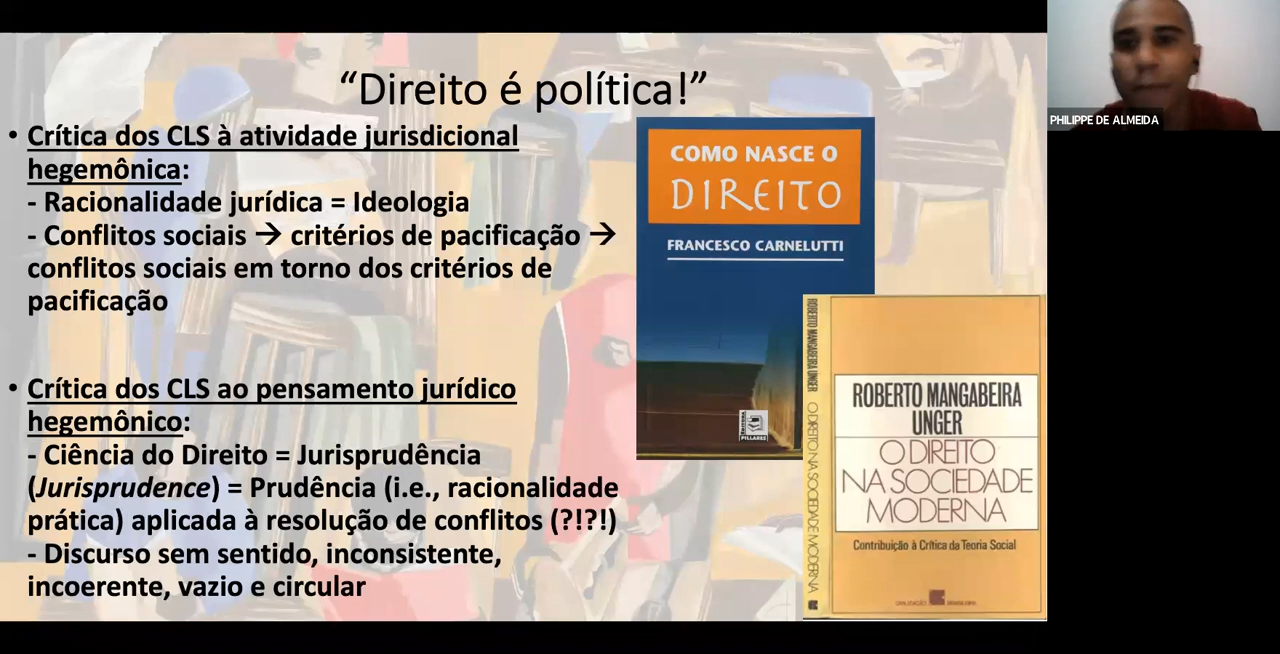 “Direito é política!”
• Crítica dos CLS à atividade jurisdicional
hegemônica:
- Racionalidade jurídica = Ideologia
- Conflitos sociais → critérios de pacificação →
conflitos sociais em torno dos critérios de
pacificação
• Crítica dos CLS ao pensamento jurídico
hegemônico:
- Ciência do Direito = Jurisprudência
(Jurisprudence) = Prudência (i.e., racionalidade
prática) aplicada à resolução de conflitos (?!?!)
- Discurso sem sentido, inconsistente,
incoerente, vazio e circular
COMO NASCE O
DIREITO
FRANCESCO CARNELUTTI
PILLARES
ROBERTO MANGABEIRA UNGER O DIREITO NA SOCIEDADE MODERNA
ROBERTO MANGABEIRA
UNGER
O DIREITO
NA SOCIEDADE
MODERNA
Contribuição à Crítica da Teoria Social
CIVILIZAÇÃO BRASILEIRA
PHILIPPE DE ALMEIDA